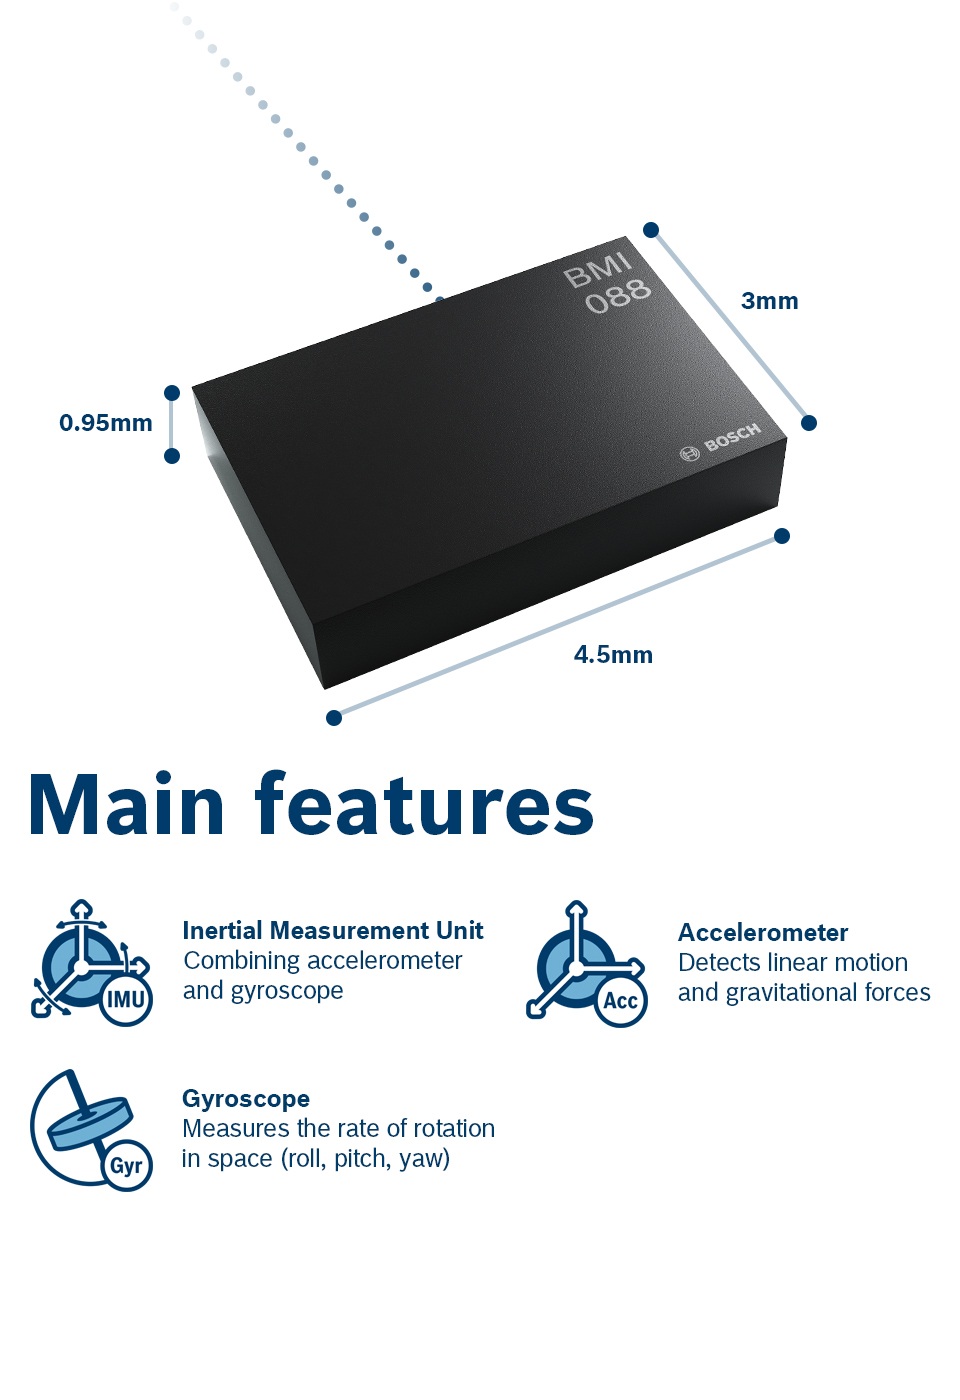 BMI
088
3mm
0.95mm
BOSCH
4.5mm
Main features
Inertial Measurement Unit
Combining accelerometer
and gyroscope
IMU
Accelerometer
Detects linear motion
and gravitational forces
Acc
Gyroscope
Measures the rate of rotation
in space (roll, pitch, yaw)
Gyr